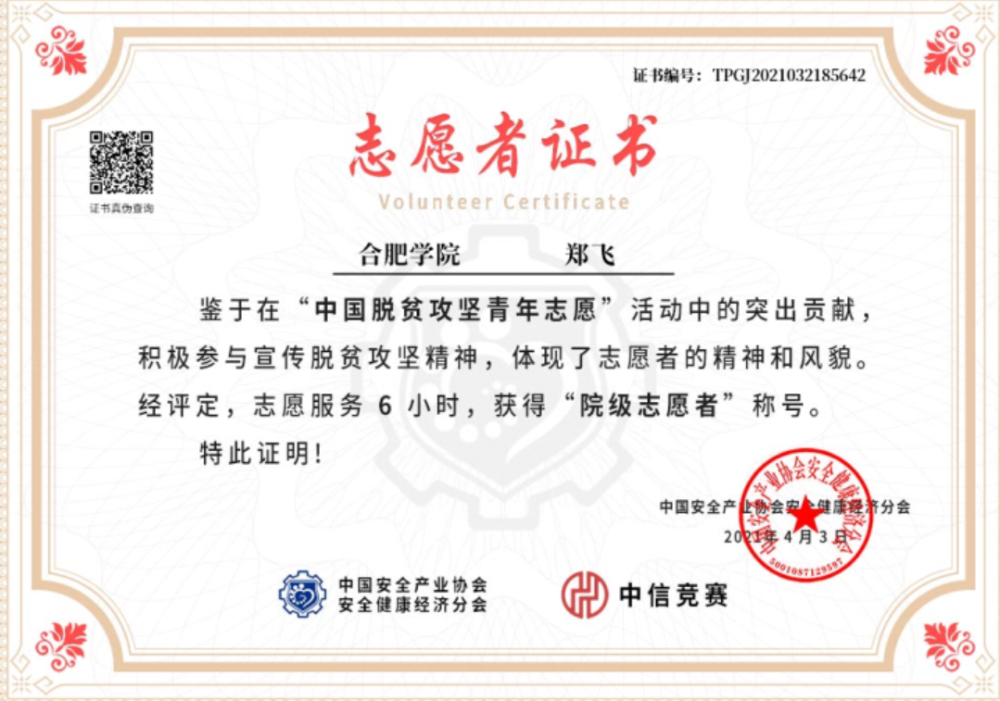 证书编号：TPGJ2021032185642
志愿者证书
Volunteer Certificate
证书真伪查询
合肥学院 郑飞
鉴于在“中国脱贫攻坚青年志愿”活动中的突出贡献，
积极参与宣传脱贫攻坚精神，体现了志愿者的精神和风貌。
经评定，志愿服务 6 小时，获得“院级志愿者”称号。
特此证明！
中国安全产业协会安全健康经济分会
2021年4月3日
中国安全产业协会安全健康经济分会
5001087129597
中国安全产业协会
安全健康经济分会
中信竞赛